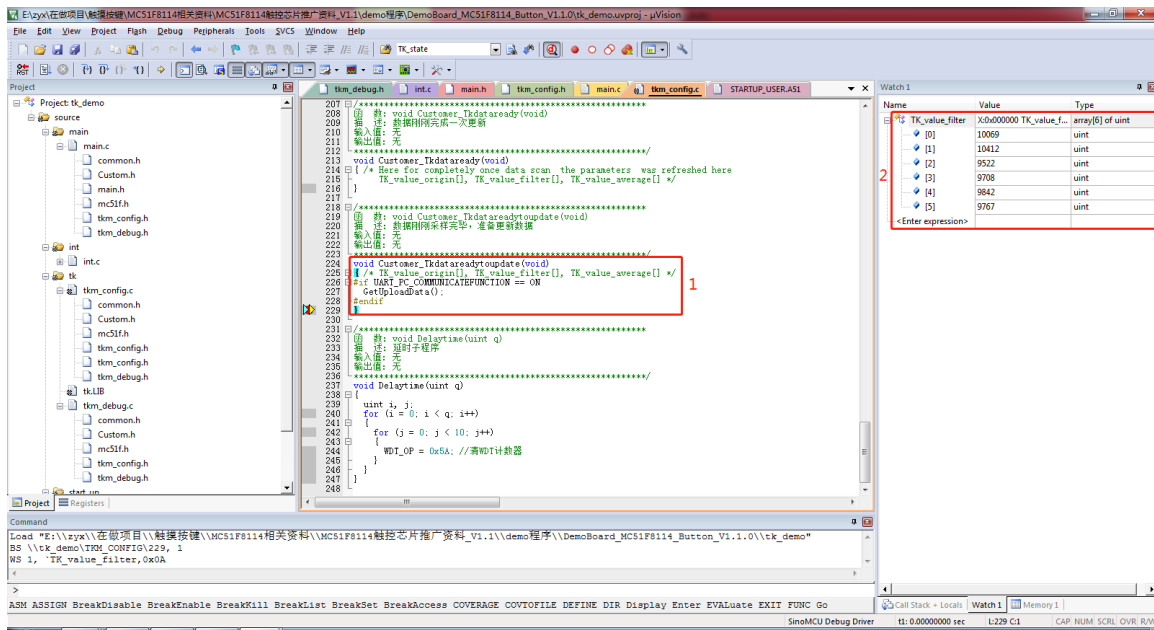 E:\zyx\在做项目\触摸按键\MC51F8114相关资料\MC51F8114触控芯片推广资料_V1.1\demo程序\DemoBoard_MC51F8114_Button_V1.1.0\tk_demo.uvproj - µVision
File Edit View Project Flash Debug Peripherals Tools SVCS Window Help
TK_state
Project
Project: tk_demo
source
main
main.c
common.h
Custom.h
main.h
mc51f.h
tkm_config.h
tkm_debug.h
int
int.c
tk
tkm_config.c
common.h
Custom.h
mc51f.h
tkm_config.h
tkm_config.h
tkm_debug.h
tk.LIB
tkm_debug.c
common.h
Custom.h
mc51f.h
tkm_config.h
tkm_debug.h
start_up
Project Registers
tkm_debug.h int.c main.h tkm_config.h main.c tkm_config.c STARTUP_USER.A51
207 /***********************************************************
208 函 数: void Customer_Tkdataready(void)
209 描 述: 数据刚刚完成一次更新
210 输入值: 无
211 输出值: 无
212 ***********************************************************/
213 void Customer_Tkdataready(void)
214 { /* Here for completely once data scan the parameters was refreshed here
215 TK_value_origin[], TK_value_filter[], TK_value_average[] */
216 }
217
218 /***********************************************************
219 函 数: void Customer_Tkdatareadytoupdate(void)
220 描 述: 数据刚刚采样完毕，准备更新数据
221 输入值: 无
222 输出值: 无
223 ***********************************************************/
224 void Customer_Tkdatareadytoupdate(void)
225 { /* TK_value_origin[], TK_value_filter[], TK_value_average[] */
226 #if UART_PC_COMMUNICATEFUNCTION == ON
227 GetUploadData();
228 #endif
229 }
230
1
231 /***********************************************************
232 函 数: void Delaytime(uint q)
233 描 述: 延时子程序
234 输入值: 无
235 输出值: 无
236 ***********************************************************/
237 void Delaytime(uint q)
238 {
239 uint i, j;
240 for (i = 0; i < q; i++)
241 {
242 for (j = 0; j < 10; j++)
243 {
244 WDT_OP = 0x5A; //清WDT计数器
245 }
246 }
247 }
248
Watch 1
Name Value Type
TK_value_filter X:0x000000 TK_value_f... array[6] of uint
[0] 10069 uint
[1] 10412 uint
[2] 9522 uint
[3] 9708 uint
[4] 9842 uint
[5] 9767 uint
<Enter expression>
2
Command
Load "E:\\zyx\\在做项目\\触摸按键\\MC51F8114相关资料\\MC51F8114触控芯片推广资料_V1.1\\demo程序\\DemoBoard_MC51F8114_Button_V1.1.0\\tk_demo"
BS \\tk_demo\TKM_CONFIG\229, 1
WS 1, `TK_value_filter,0x0A
>
ASM ASSIGN BreakDisable BreakEnable BreakKill BreakList BreakSet BreakAccess COVERAGE COVTOFILE DEFINE DIR Display Enter EVALuate EXIT FUNC Go
Call Stack + Locals Watch 1 Memory 1
SinoMCU Debug Driver t1: 0.00000000 sec L:229 C:1 CAP NUM SCRL OVR R/W